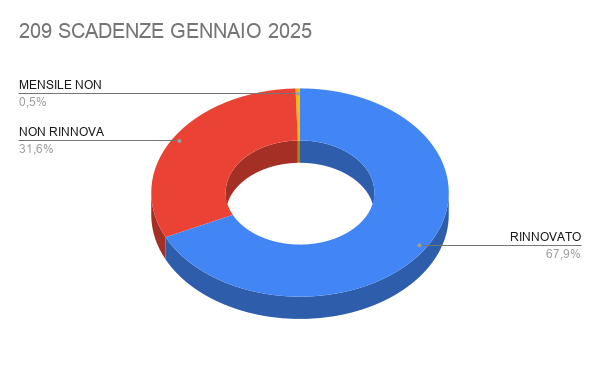 209 SCADENZE GENNAIO 2025
MENSILE NON
0,5%
NON RINNOVA
31,6%
RINNOVATO
67,9%